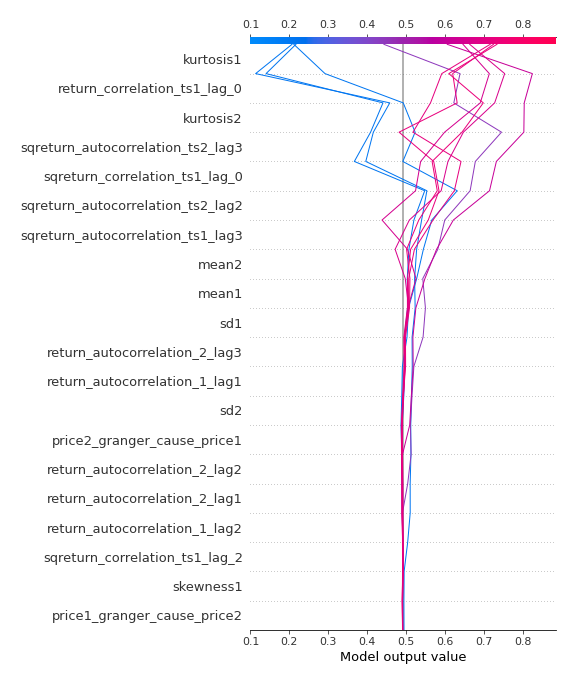 0.1 0.2 0.3 0.4 0.5 0.6 0.7 0.8
kurtosis1
return_correlation_ts1_lag_0
kurtosis2
sqreturn_autocorrelation_ts2_lag3
sqreturn_correlation_ts1_lag_0
sqreturn_autocorrelation_ts2_lag2
sqreturn_autocorrelation_ts1_lag3
mean2
mean1
sd1
return_autocorrelation_2_lag3
return_autocorrelation_1_lag1
sd2
price2_granger_cause_price1
return_autocorrelation_2_lag2
return_autocorrelation_2_lag1
return_autocorrelation_1_lag2
sqreturn_correlation_ts1_lag_2
skewness1
price1_granger_cause_price2
0.1 0.2 0.3 0.4 0.5 0.6 0.7 0.8
Model output value